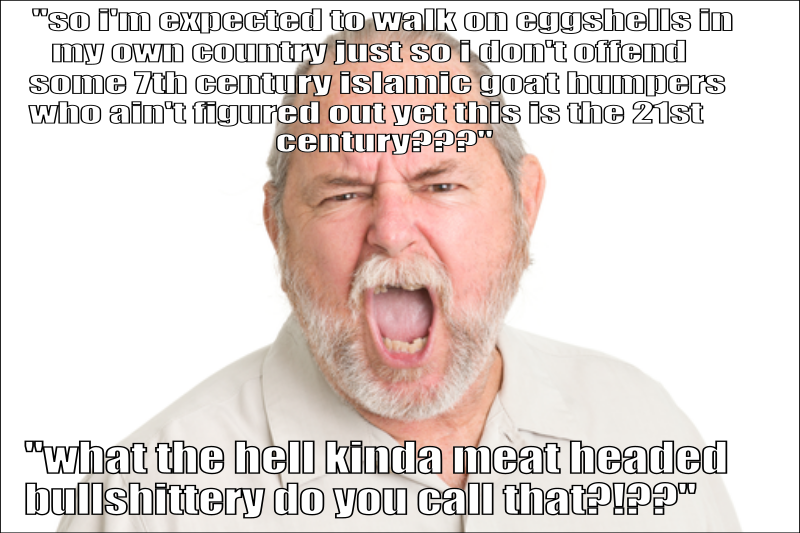 "so i'm expected to walk on eggshells in
my own country just so i don't offend
some 7th century islamic goat humpers
who ain't figured out yet this is the 21st
century???"
"what the hell kinda meat headed
bullshittery do you call that?!??"